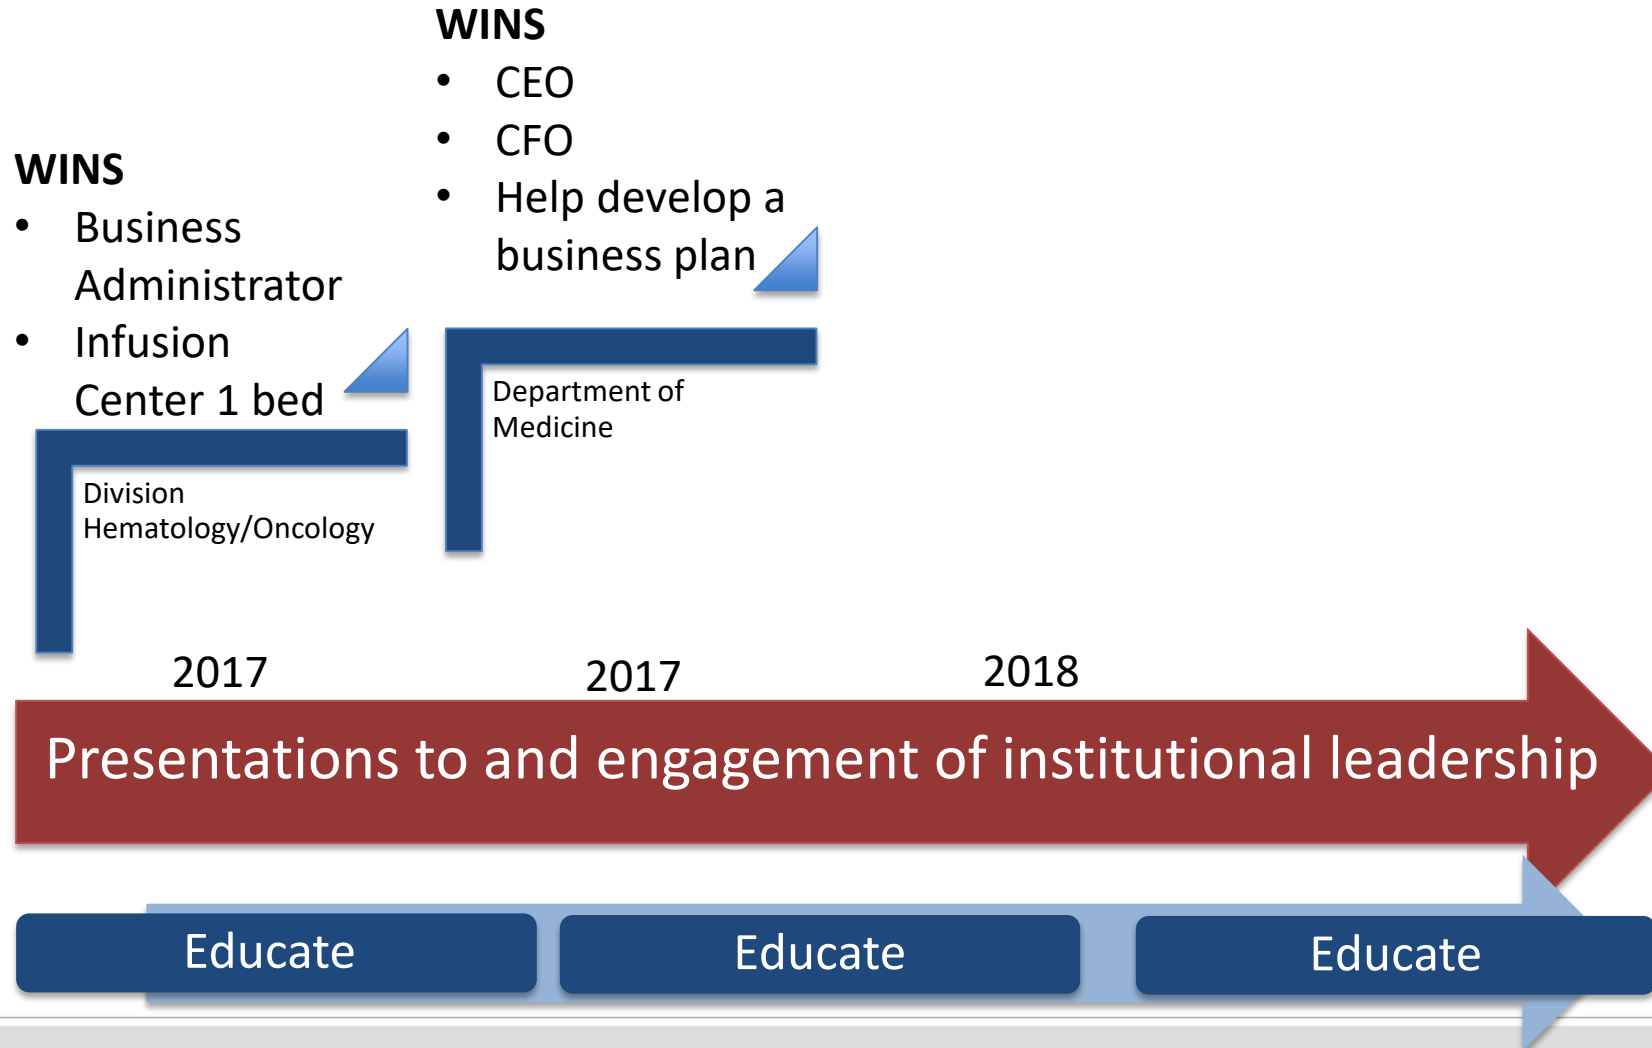 WINS
• Business
Administrator
• Infusion
Center 1 bed
Division
Hematology/Oncology
WINS
• CEO
• CFO
• Help develop a
business plan
Department of
Medicine
2017
2017
2018
Presentations to and engagement of institutional leadership
Educate
Educate
Educate